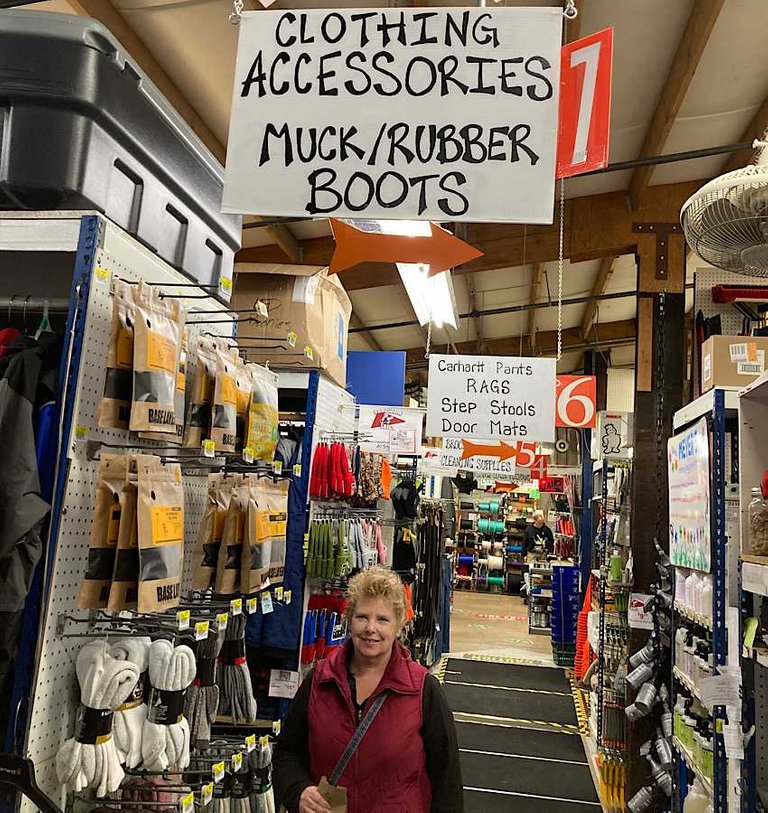 CLOTHING
ACCESSORIES
MUCK/RUBBER
BOOTS
7
Carhartt Pants
RAGS
Step Stools
Door Mats
6
5
4
CLEANING SUPPLIES
BASELAYER
BASELAYER